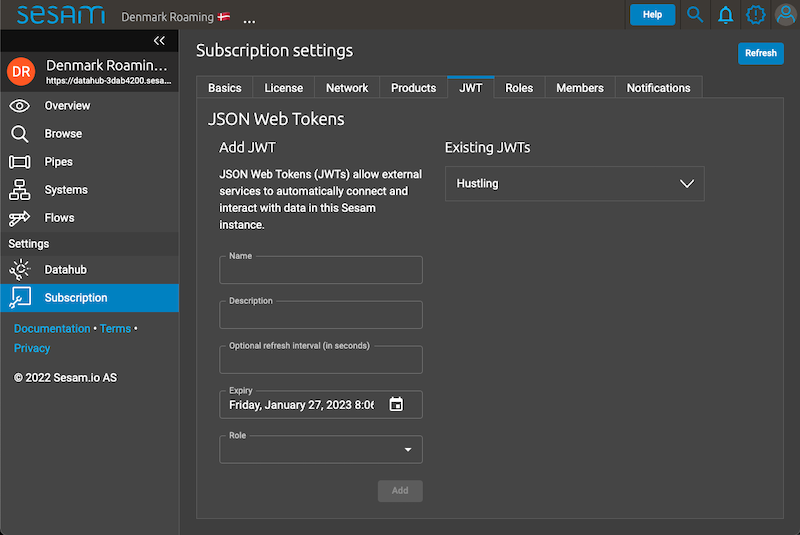 sesam
Denmark Roaming 🇩🇰
...
Help
DR
Denmark Roamin...
https://datahub-3dab4200.sesa...
Overview
Browse
Pipes
Systems
Flows
Settings
Datahub
Subscription
Documentation • Terms •
Privacy
© 2022 Sesam.io AS
Subscription settings
Refresh
Basics
License
Network
Products
JWT
Roles
Members
Notifications
JSON Web Tokens
Add JWT
JSON Web Tokens (JWTs) allow external
services to automatically connect and
interact with data in this Sesam
instance.
Name
Description
Optional refresh interval (in seconds)
Expiry
Friday, January 27, 2023 8:06
Role
Add
Existing JWTs
Hustling